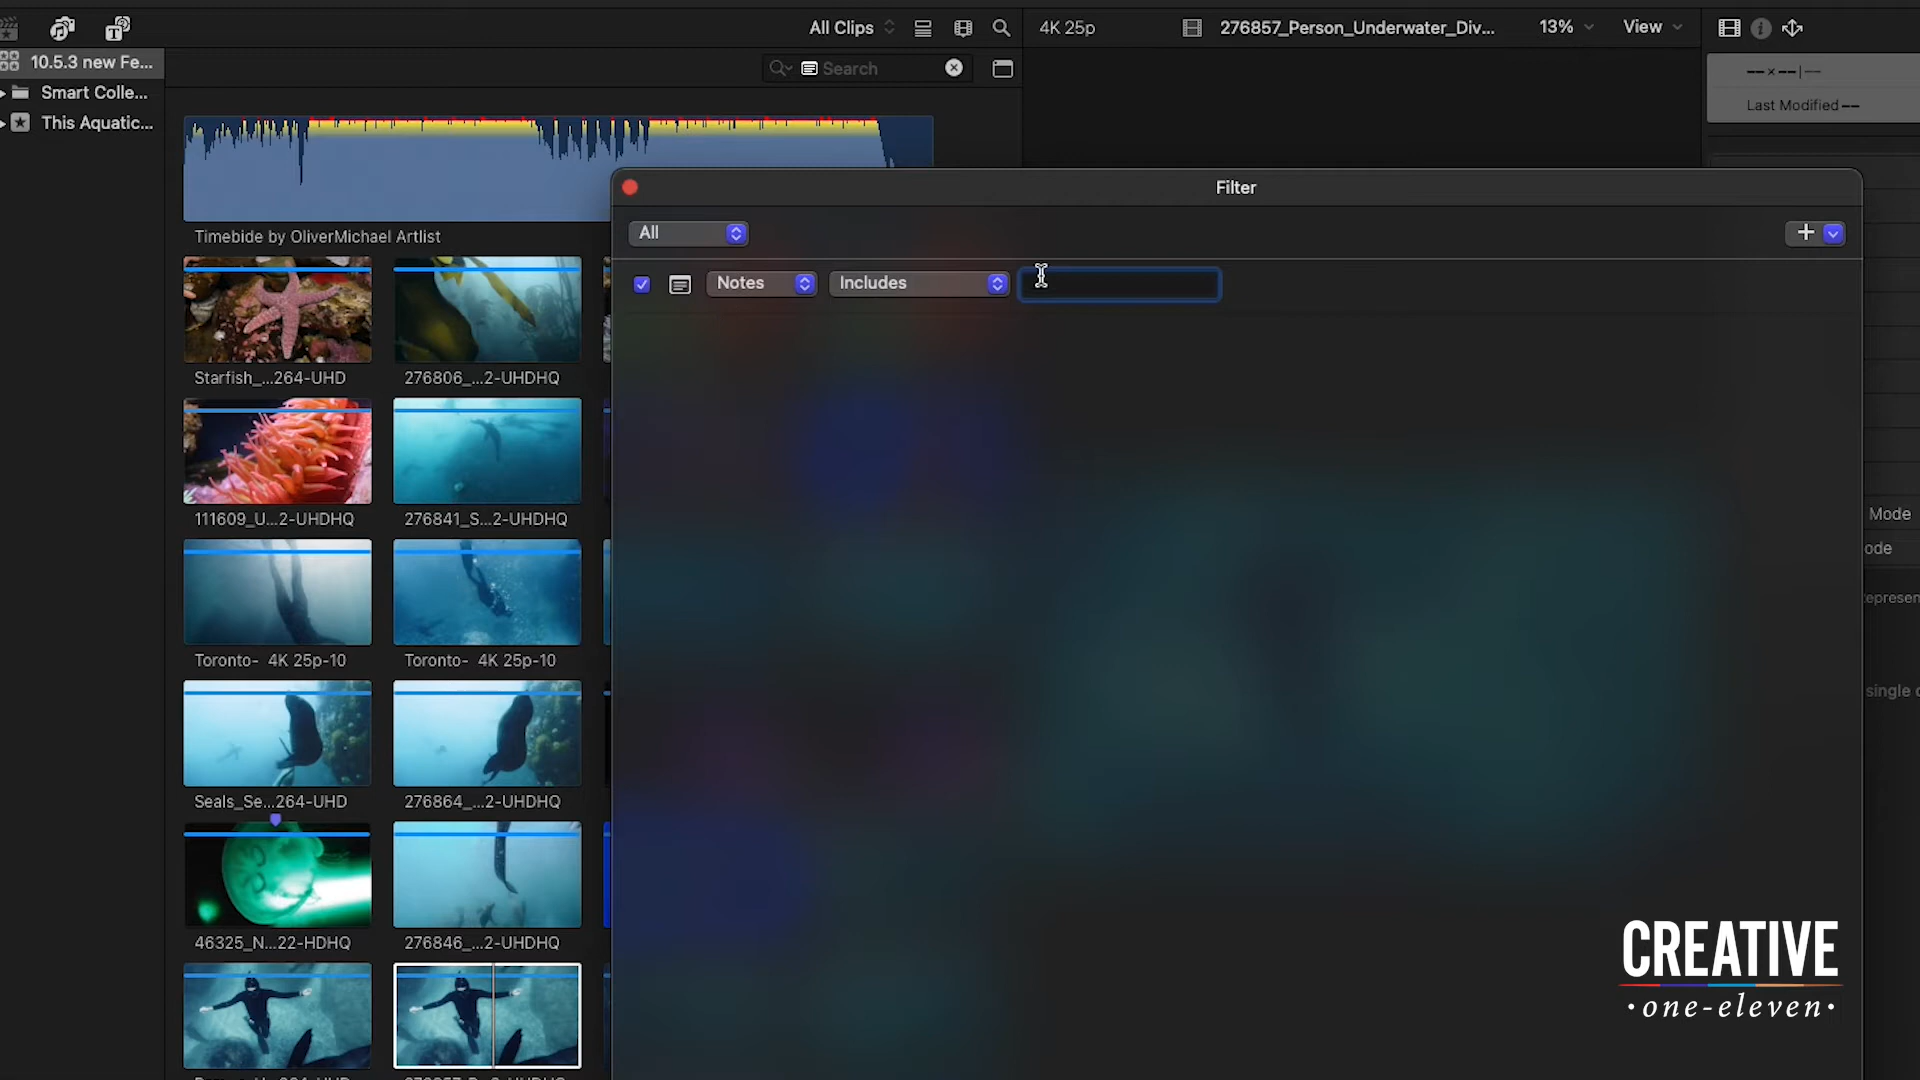 All Clips
4K 25p
276857_Person_Underwater_Div...
13%
View
10.5.3 new Fe...
Search
Smart Colle...
This Aquatic...
Last Modified
Filter
Timebide by OliverMichael Artlist
All
Notes
Includes
Starfish_...264-UHD
276806_...2-UHDHQ
111609_U...2-UHDHQ
276841_S...2-UHDHQ
Mode
ode
Toronto- 4K 25p-10
Toronto- 4K 25p-10
single
Seals_Se...264-UHD
276864_...2-UHDHQ
46325_N...22-HDHQ
276846_...2-UHDHQ
CREATIVE
•one-eleven•